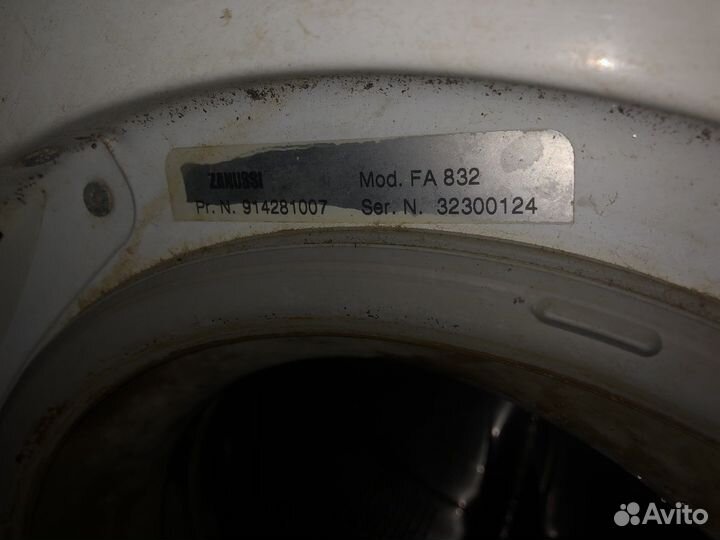 ZANUSSI Mod. FA 832
Pr. N. 914281007 Ser. N. 32300124
Avito